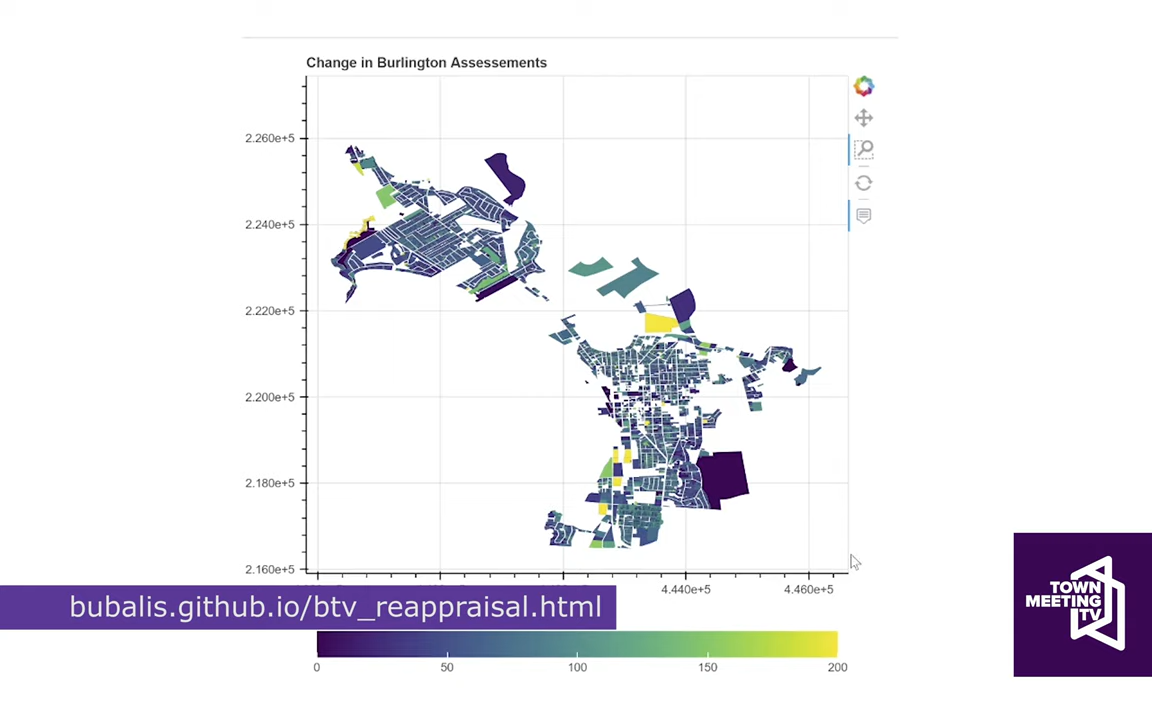 Change in Burlington Assessements
2.260e+5
2.240e+5
2.220e+5
2.200e+5
2.180e+5
2.160e+5
4.440e+5
4.460e+5
bubalis.github.io/btv_reappraisal.html
0
50
100
150
200
TOWN
MEETING
TV